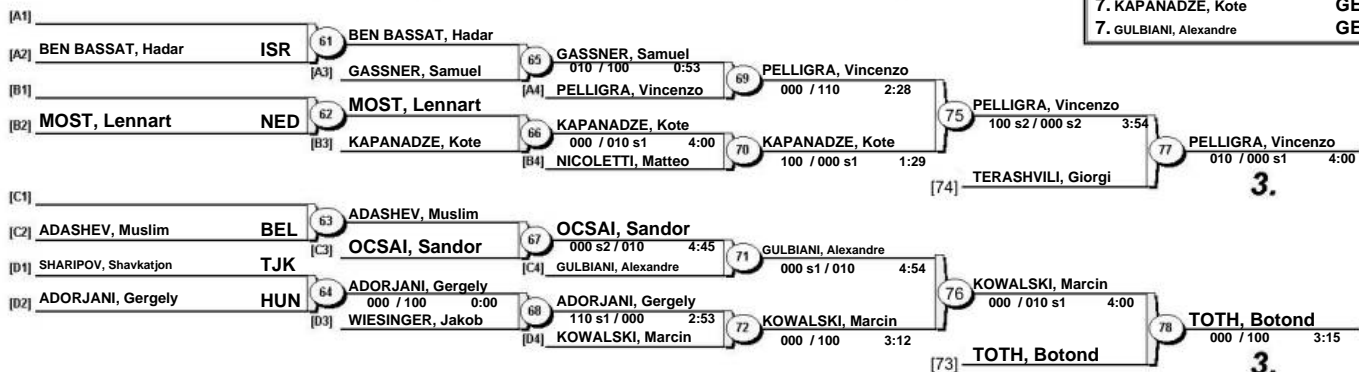 7. KAPANADZE, Kote GE
7. GULBIANI, Alexandre GE
[A1]
[A2] BEN BASSAT, Hadar ISR
61 BEN BASSAT, Hadar
[A3] GASSNER, Samuel
65 GASSNER, Samuel
010 / 100 0:53
[A4] PELLIGRA, Vincenzo
69 PELLIGRA, Vincenzo
000 / 110 2:28
[B1]
[B2] MOST, Lennart NED
62 MOST, Lennart
[B3] KAPANADZE, Kote
66 KAPANADZE, Kote
000 / 010 s1 4:00
[B4] NICOLETTI, Matteo
70 KAPANADZE, Kote
100 / 000 s1 1:29
75 PELLIGRA, Vincenzo
100 s2 / 000 s2 3:54
[74] TERASHVILI, Giorgi
77 PELLIGRA, Vincenzo
010 / 000 s1 4:00
3.
[C1]
[C2] ADASHEV, Muslim BEL
63 ADASHEV, Muslim
[C3] OCSAI, Sandor
67 OCSAI, Sandor
000 s2 / 010 4:45
[C4] GULBIANI, Alexandre
71 GULBIANI, Alexandre
000 s1 / 010 4:54
[D1] SHARIPOV, Shavkatjon TJK
[D2] ADORJANI, Gergely HUN
64 ADORJANI, Gergely
000 / 100 0:00
[D3] WIESINGER, Jakob
68 ADORJANI, Gergely
110 s1 / 000 2:53
[D4] KOWALSKI, Marcin
72 KOWALSKI, Marcin
000 / 100 3:12
76 KOWALSKI, Marcin
000 / 010 s1 4:00
[73] TOTH, Botond
78 TOTH, Botond
000 / 100 3:15
3.